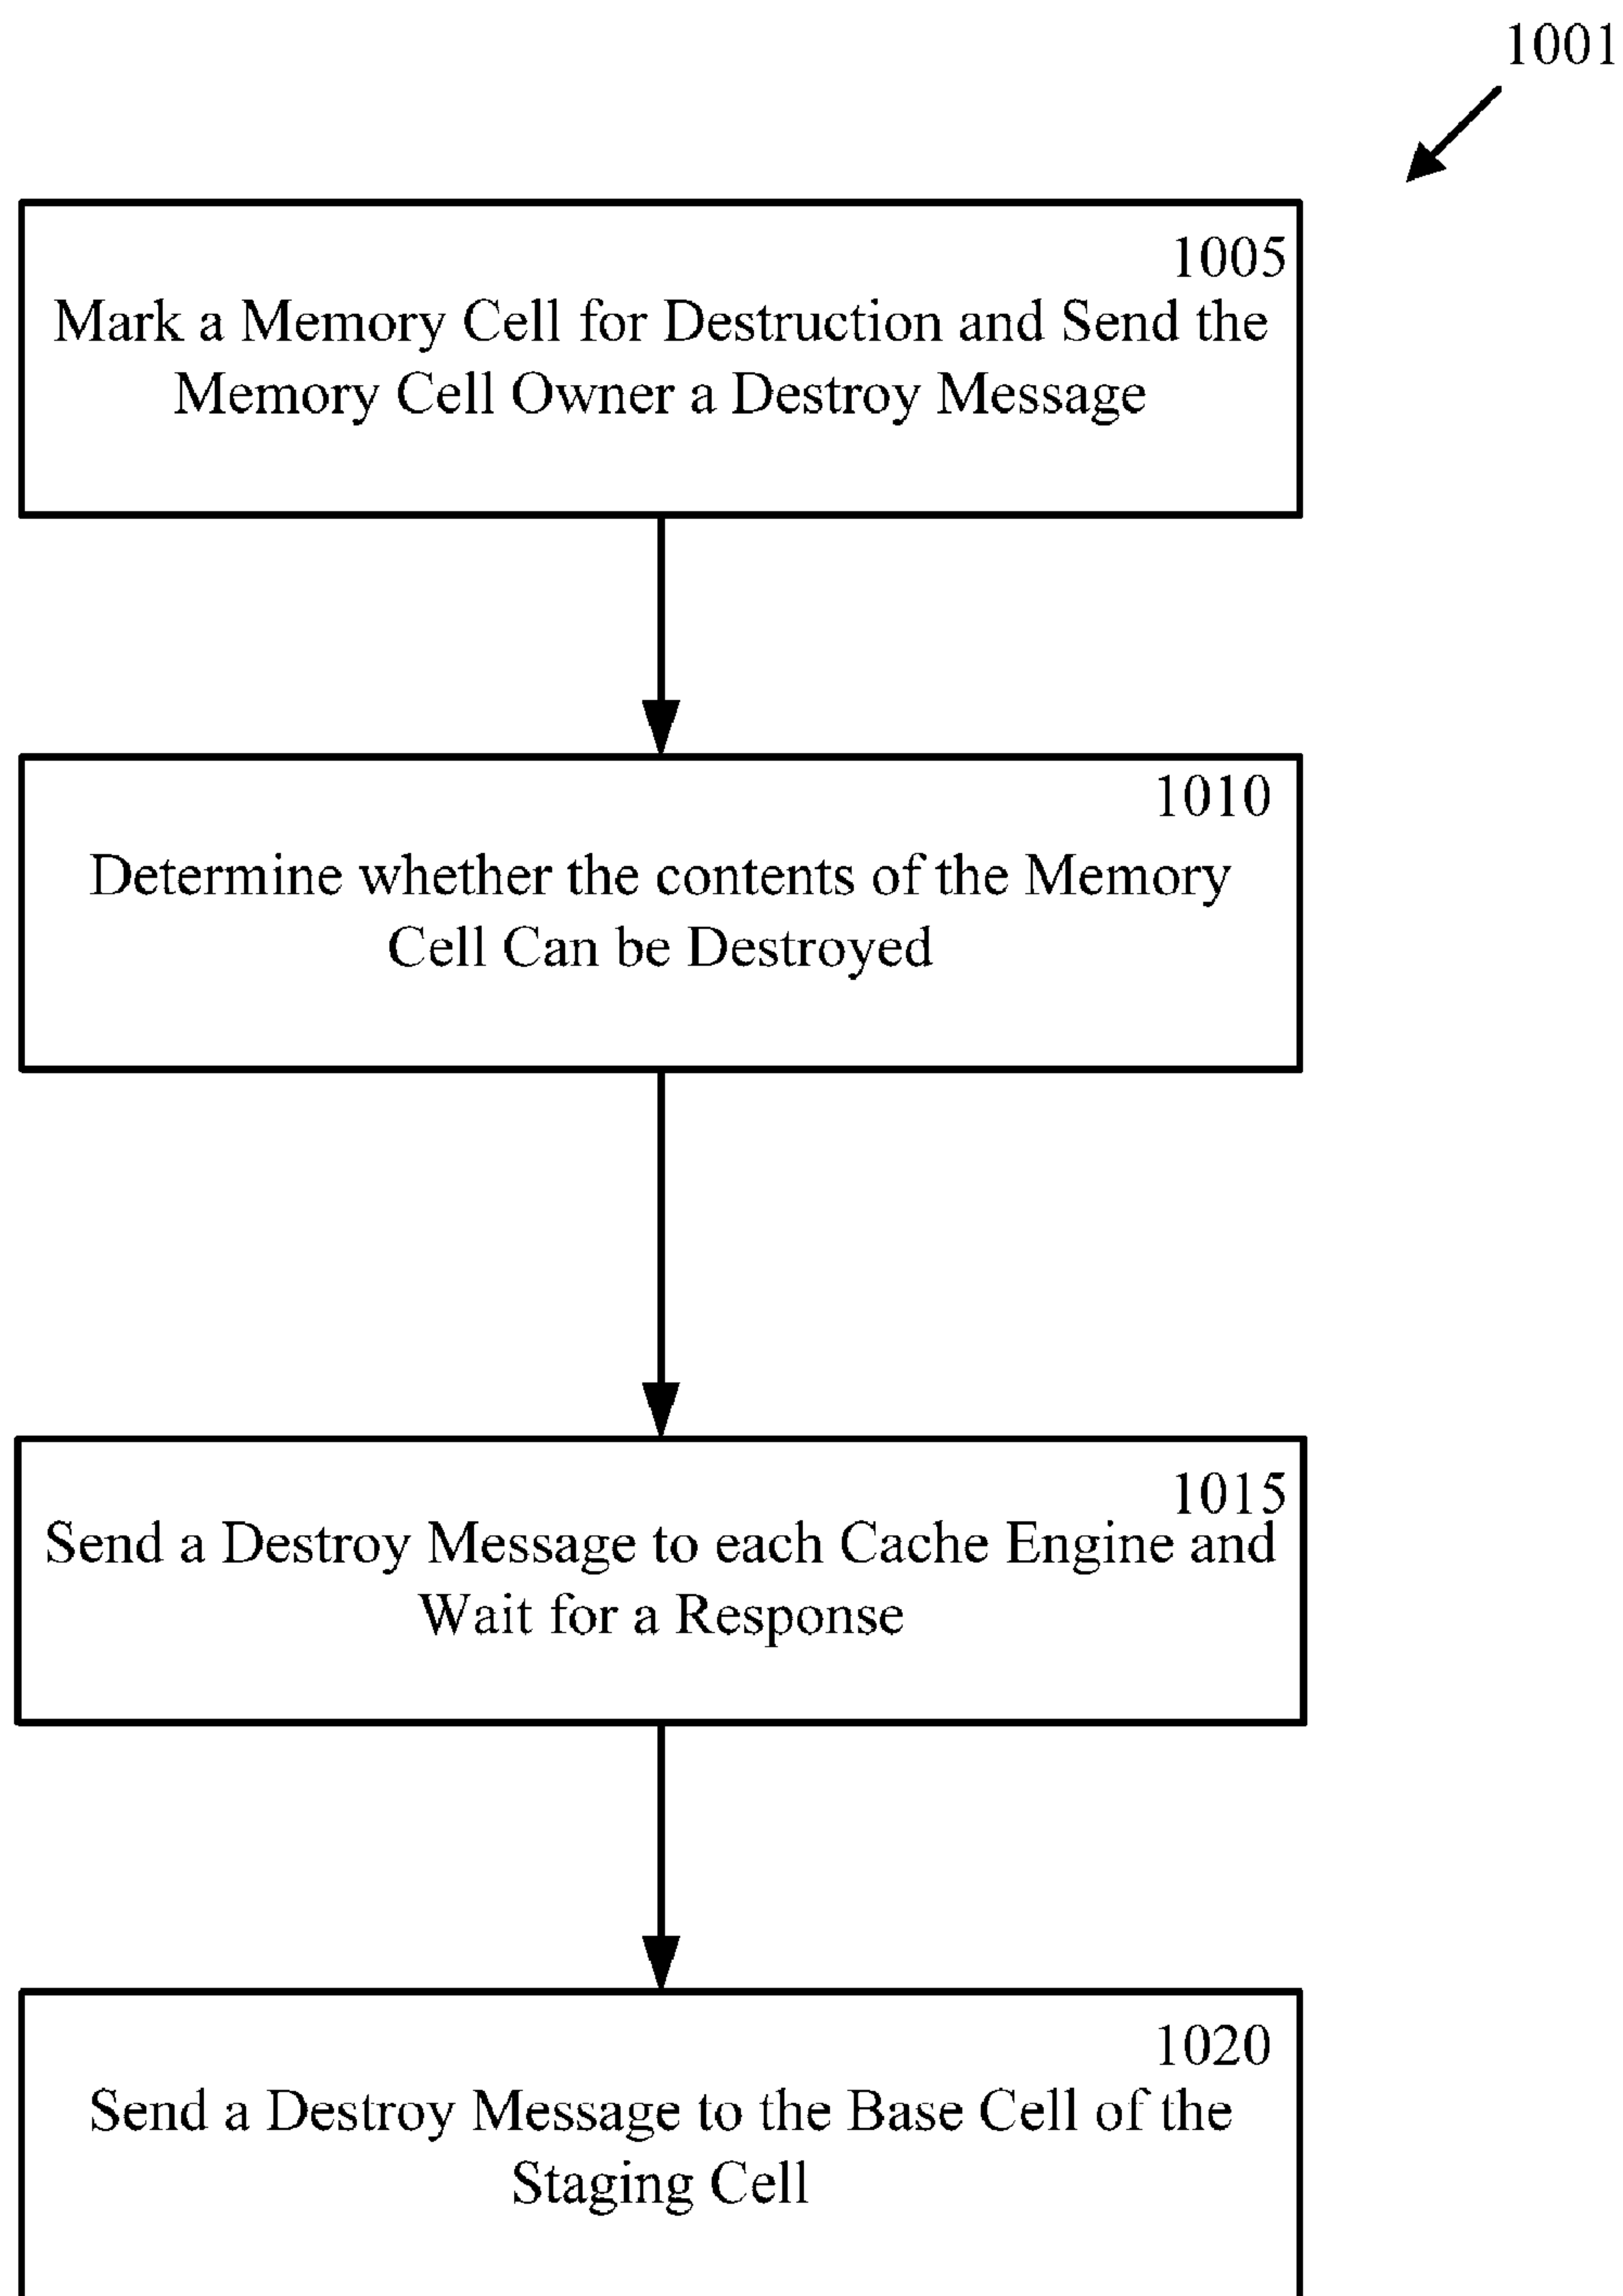 1001
1005
Mark a Memory Cell for Destruction and Send the
Memory Cell Owner a Destroy Message
1010
Determine whether the contents of the Memory
Cell Can be Destroyed
1015
Send a Destroy Message to each Cache Engine and
Wait for a Response
1020
Send a Destroy Message to the Base Cell of the
Staging Cell